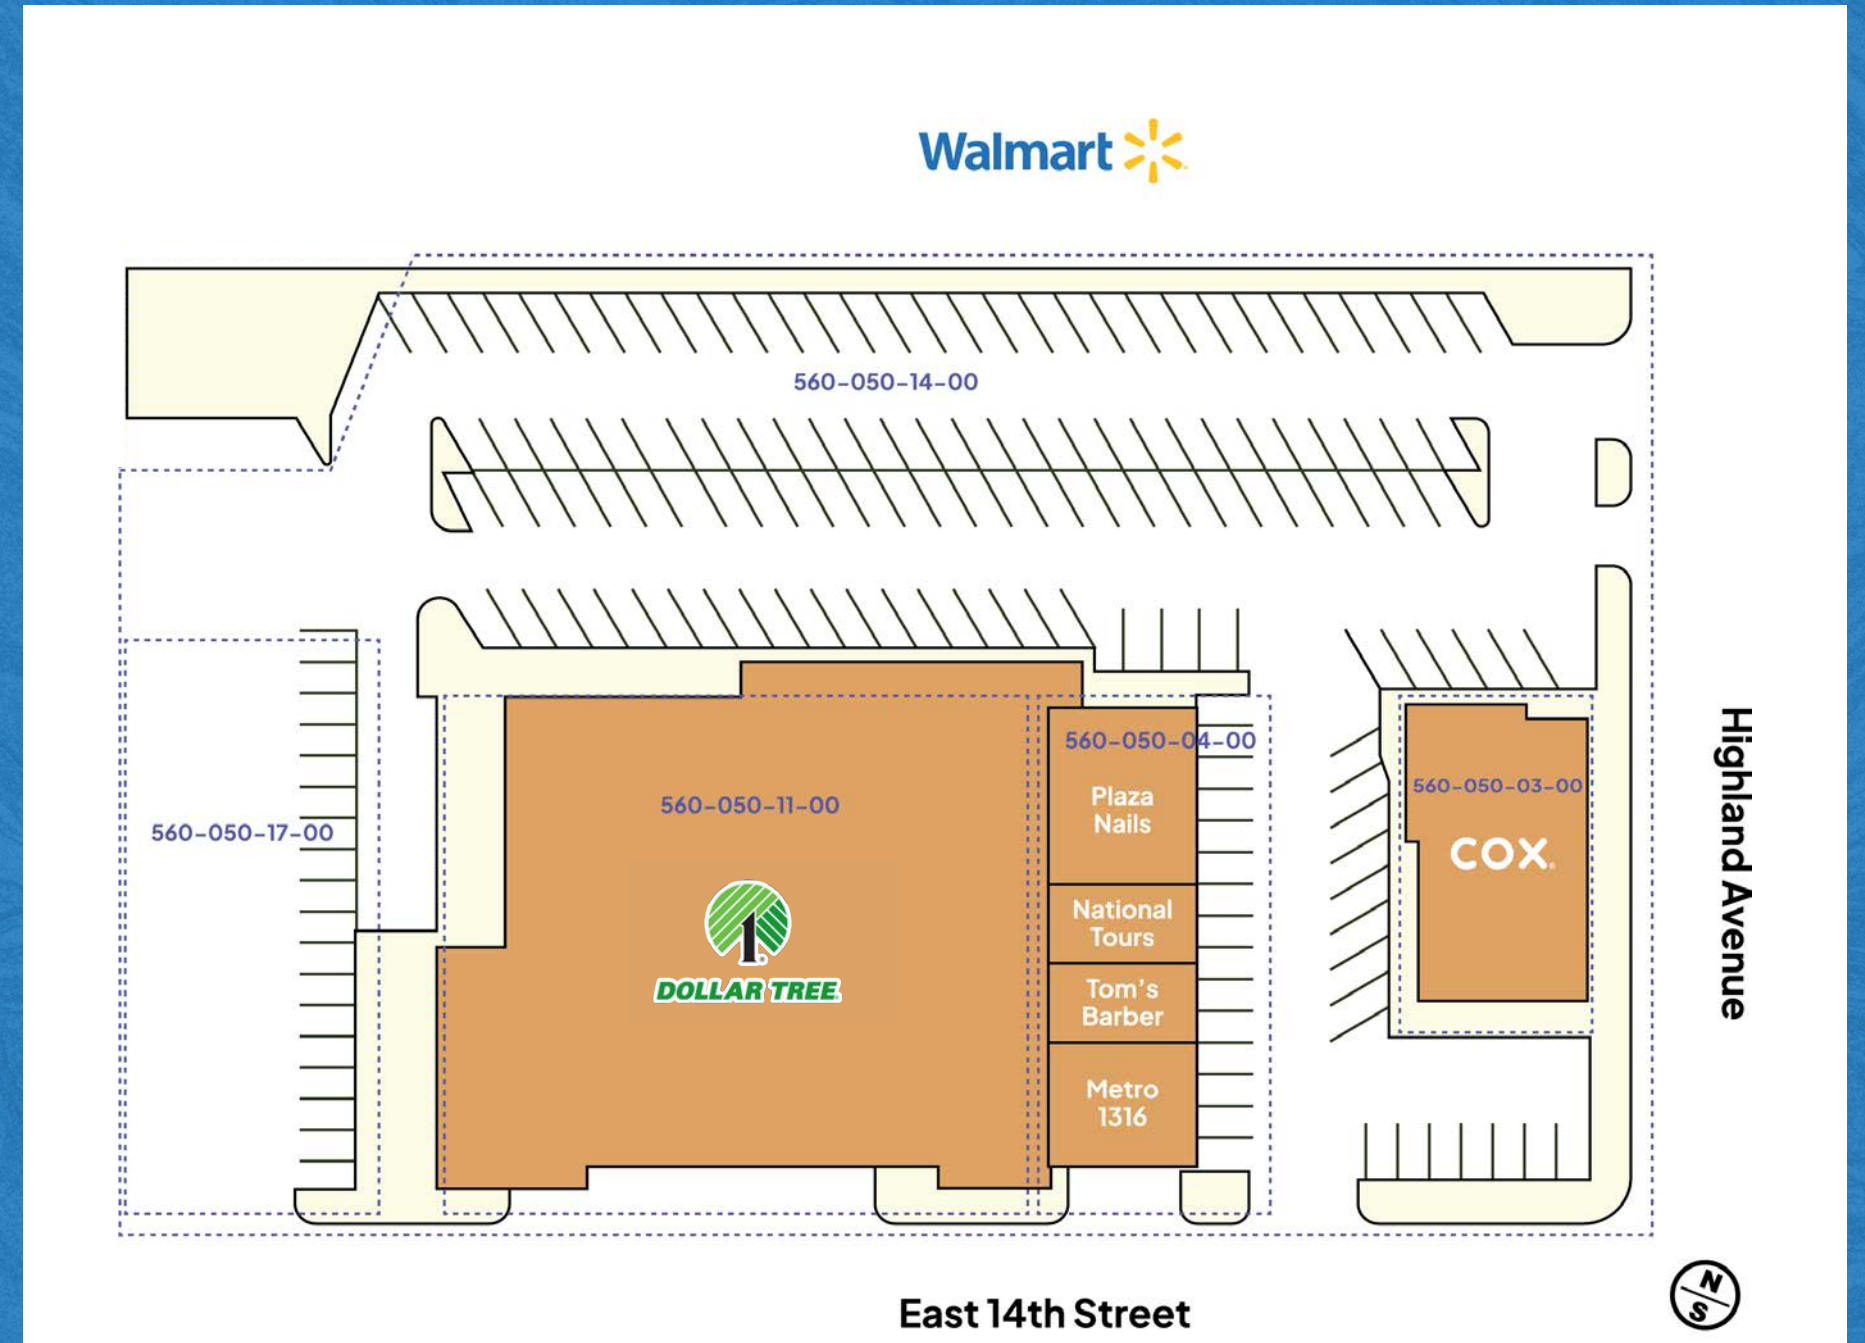 Walmart
560-050-14-00
560-050-04-00
Plaza
Nails
560-050-03-00
560-050-11-00
560-050-17-00
COX
National
Tours
DOLLAR TREE
Tom's
Barber
Metro
1316
Highland Avenue
East 14th Street
N
S